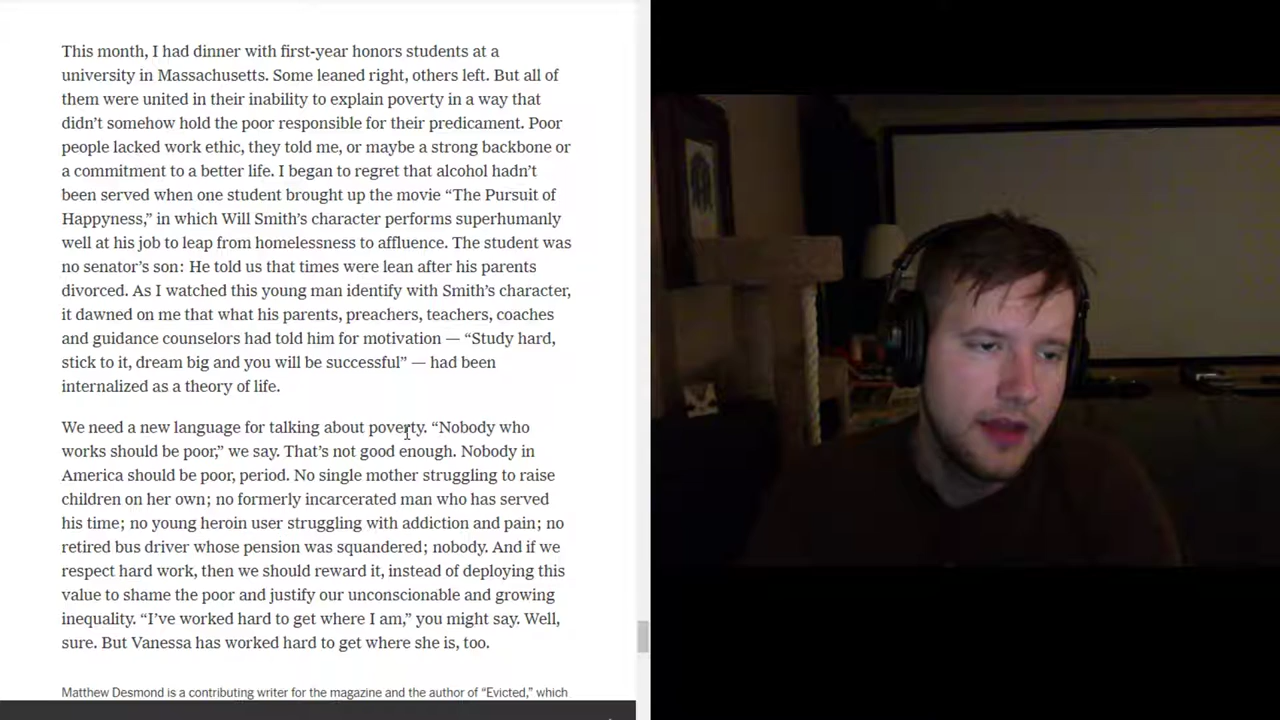 This month, I had dinner with first-year honors students at a
university in Massachusetts. Some leaned right, others left. But all of
them were united in their inability to explain poverty in a way that
didn’t somehow hold the poor responsible for their predicament. Poor
people lacked work ethic, they told me, or maybe a strong backbone or
a commitment to a better life. I began to regret that alcohol hadn’t
been served when one student brought up the movie “The Pursuit of
Happyness,” in which Will Smith’s character performs superhumanly
well at his job to leap from homelessness to affluence. The student was
no senator’s son: He told us that times were lean after his parents
divorced. As I watched this young man identify with Smith’s character,
it dawned on me that what his parents, preachers, teachers, coaches
and guidance counselors had told him for motivation — “Study hard,
stick to it, dream big and you will be successful” — had been
internalized as a theory of life.
We need a new language for talking about poverty. “Nobody who
works should be poor,” we say. That’s not good enough. Nobody in
America should be poor, period. No single mother struggling to raise
children on her own; no formerly incarcerated man who has served
his time; no young heroin user struggling with addiction and pain; no
retired bus driver whose pension was squandered; nobody. And if we
respect hard work, then we should reward it, instead of deploying this
value to shame the poor and justify our unconscionable and growing
inequality. “I’ve worked hard to get where I am,” you might say. Well,
sure. But Vanessa has worked hard to get where she is, too.
Matthew Desmond is a contributing writer for the magazine and the author of “Evicted,” which